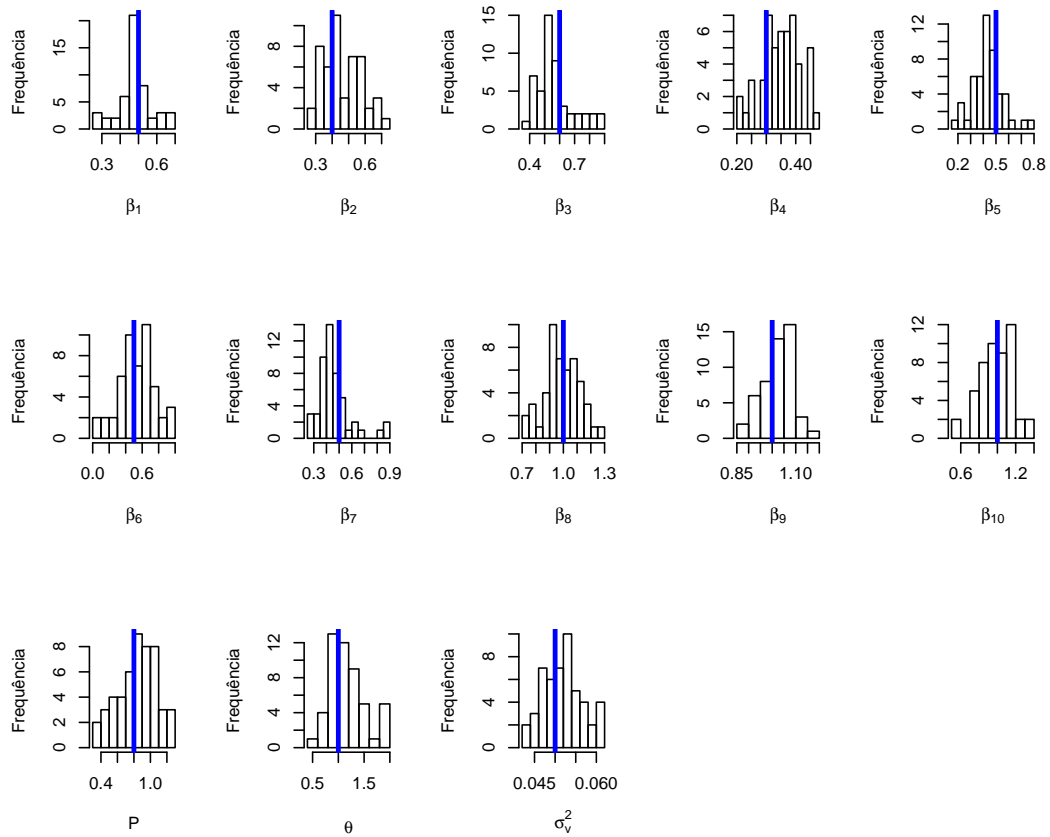 Frequência
0 5 15
0.3 0.6
β1
Frequência
0 4 8
0.3 0.6
β2
Frequência
0 5 10 15
0.4 0.7
β3
Frequência
0 2 4 6
0.20 0.40
β4
Frequência
0 4 8 12
0.2 0.5 0.8
β5
Frequência
0 4 8
0.0 0.6
β6
Frequência
0 4 8 12
0.3 0.6 0.9
β7
Frequência
0 4 8
0.7 1.0 1.3
β8
Frequência
0 5 10 15
0.85 1.10
β9
Frequência
0 4 8 12
0.6 1.2
β10
Frequência
0 2 4 6 8
0.4 1.0
P
Frequência
0 4 8 12
0.5 1.5
θ
Frequência
0 4 8
0.045 0.060
σ²v